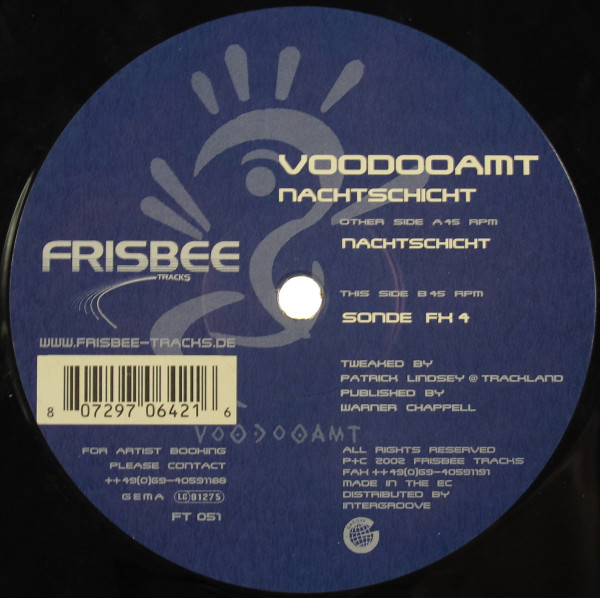 VOODOOAMT
NACHTSCHICHT
OTHER SIDE A 45 RPM
NACHTSCHICHT
THIS SIDE B 45 RPM
SONDE FX 4
FRISBEE
TRACKS
WWW.FRISBEE-TRACKS.DE
8 07297 06421 6
TWEAKED BY
PATRICK LINDSEY @ TRACKLAND
PUBLISHED BY
WARNER CHAPPELL
VOODOOAMT
FOR ARTIST BOOKING
PLEASE CONTACT
++49(0)69-40591188
GEMA LC 01275
FT 051
ALL RIGHTS RESERVED
P+C 2002 FRISBEE TRACKS
FAX ++49(0)69-40591191
MADE IN THE EC
DISTRIBUTED BY
INTERGROOVE